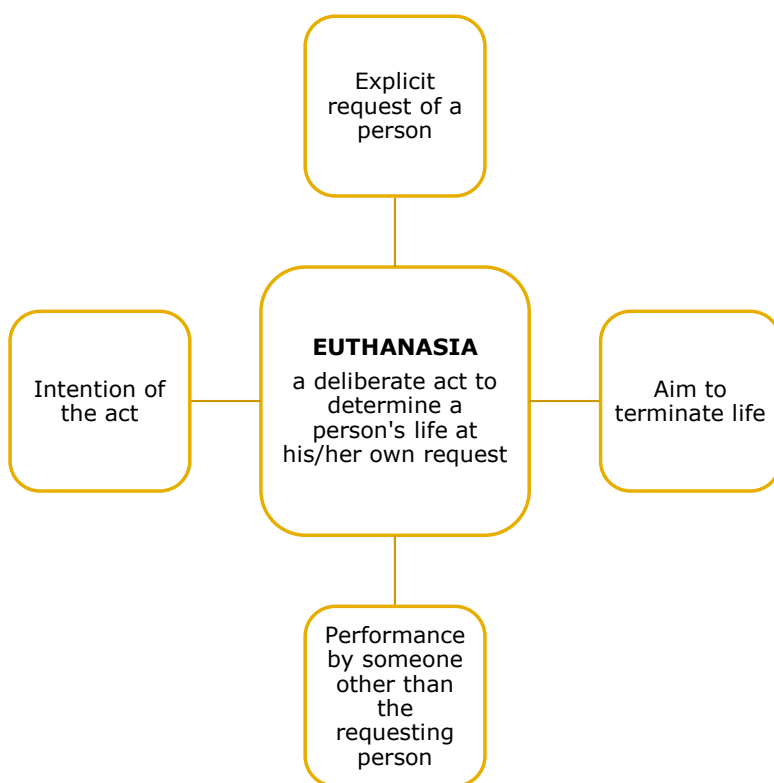 Explicit
request of a
person
Intention of
the act
EUTHANASIA
a deliberate act to
determine a
person's life at
his/her own request
Aim to
terminate life
Performance
by someone
other than
the
requesting
person